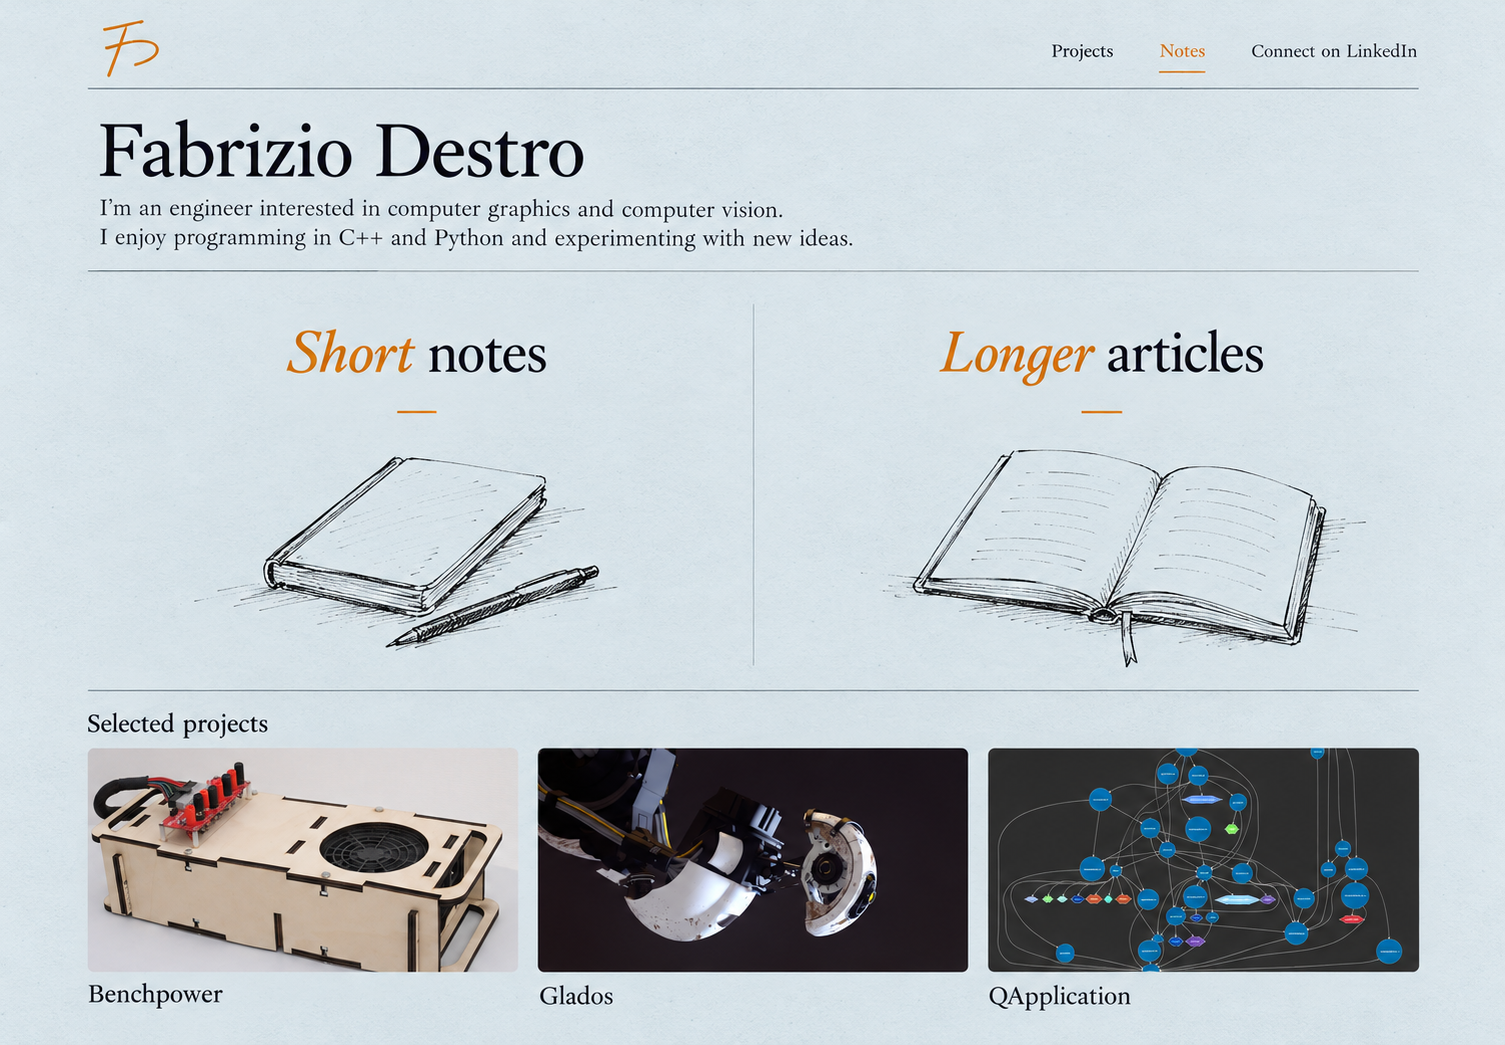 Projects
Notes
Connect on LinkedIn
Fabrizio Destro
I'm an engineer interested in computer graphics and computer vision.
I enjoy programming in C++ and Python and experimenting with new ideas.
Short notes
Longer articles
Selected projects
Benchpower
Glados
QApplication